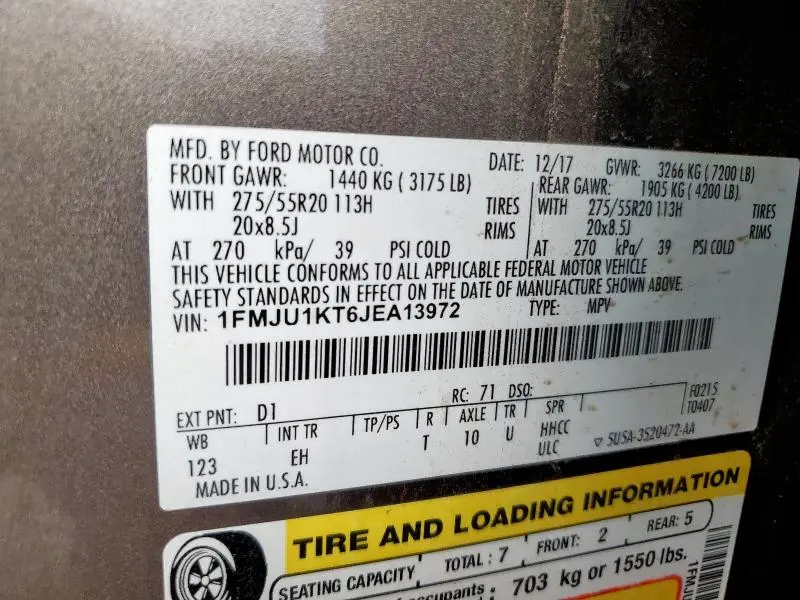 MFD. BY FORD MOTOR CO. DATE: 12/17 GVWR: 3266 KG ( 7200 LB)
FRONT GAWR: 1440 KG ( 3175 LB) REAR GAWR: 1905 KG ( 4200 LB)
WITH 275/55R20 113H TIRES WITH 275/55R20 113H TIRES
20x8.5J RIMS 20x8.5J RIMS
AT 270 kPa/ 39 PSI COLD AT 270 kPa/ 39 PSI COLD
THIS VEHICLE CONFORMS TO ALL APPLICABLE FEDERAL MOTOR VEHICLE
SAFETY STANDARDS IN EFFECT ON THE DATE OF MANUFACTURE SHOWN ABOVE.
VIN: 1FMJU1KT6JEA13972 TYPE: MPV
EXT PNT: D1 RC: 71 DSO: F0215
WB INT TR TP/PS R AXLE TR SPR T0407
123 EH T 10 U HHCC
ULC 5U5A-3520472-AA
MADE IN U.S.A.
TIRE AND LOADING INFORMATION
SEATING CAPACITY TOTAL : 7 FRONT: 2 REAR: 5
occupants : 703 kg or 1550 lbs.
1FMJU